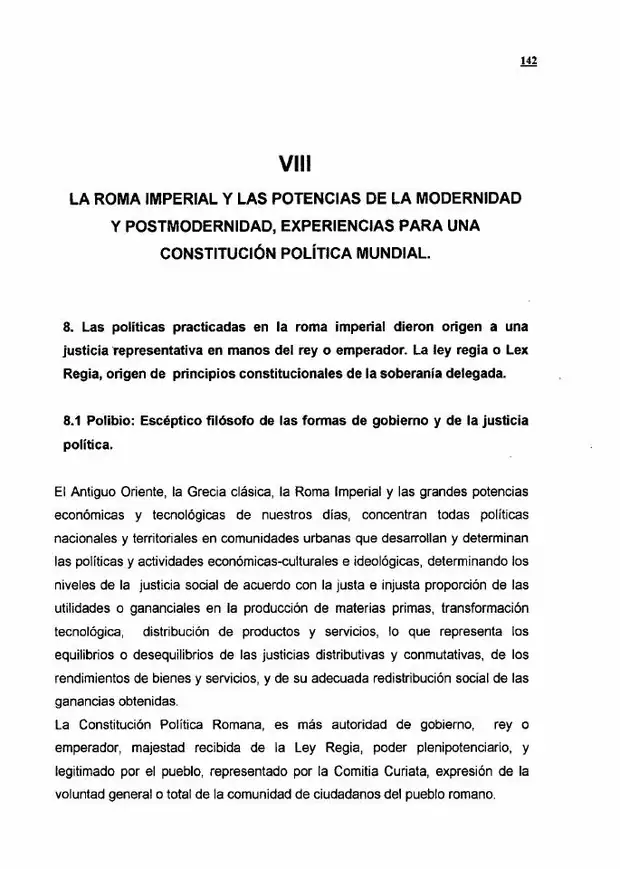 142
VIII
LA ROMA IMPERIAL Y LAS POTENCIAS DE LA MODERNIDAD
Y POSTMODERNIDAD, EXPERIENCIAS PARA UNA
CONSTITUCIÓN POLÍTICA MUNDIAL.
8. Las políticas practicadas en la roma imperial dieron origen a una
justicia representativa en manos del rey o emperador. La ley regia o Lex
Regia, origen de principios constitucionales de la soberanía delegada.
8.1 Polibio: Escéptico filósofo de las formas de gobierno y de la justicia
política.
El Antiguo Oriente, la Grecia clásica, la Roma Imperial y las grandes potencias
económicas y tecnológicas de nuestros días, concentran todas políticas
nacionales y territoriales en comunidades urbanas que desarrollan y determinan
las políticas y actividades económicas-culturales e ideológicas, determinando los
niveles de la justicia social de acuerdo con la justa e injusta proporción de las
utilidades o gananciales en la producción de materias primas, transformación
tecnológica, distribución de productos y servicios, lo que representa los
equilibrios o desequilibrios de las justicias distributivas y conmutativas, de los
rendimientos de bienes y servicios, y de su adecuada redistribución social de las
ganancias obtenidas.
La Constitución Política Romana, es más autoridad de gobierno, rey o
emperador, majestad recibida de la Ley Regia, poder plenipotenciario, y
legitimado por el pueblo, representado por la Comitia Curiata, expresión de la
voluntad general o total de la comunidad de ciudadanos del pueblo romano.